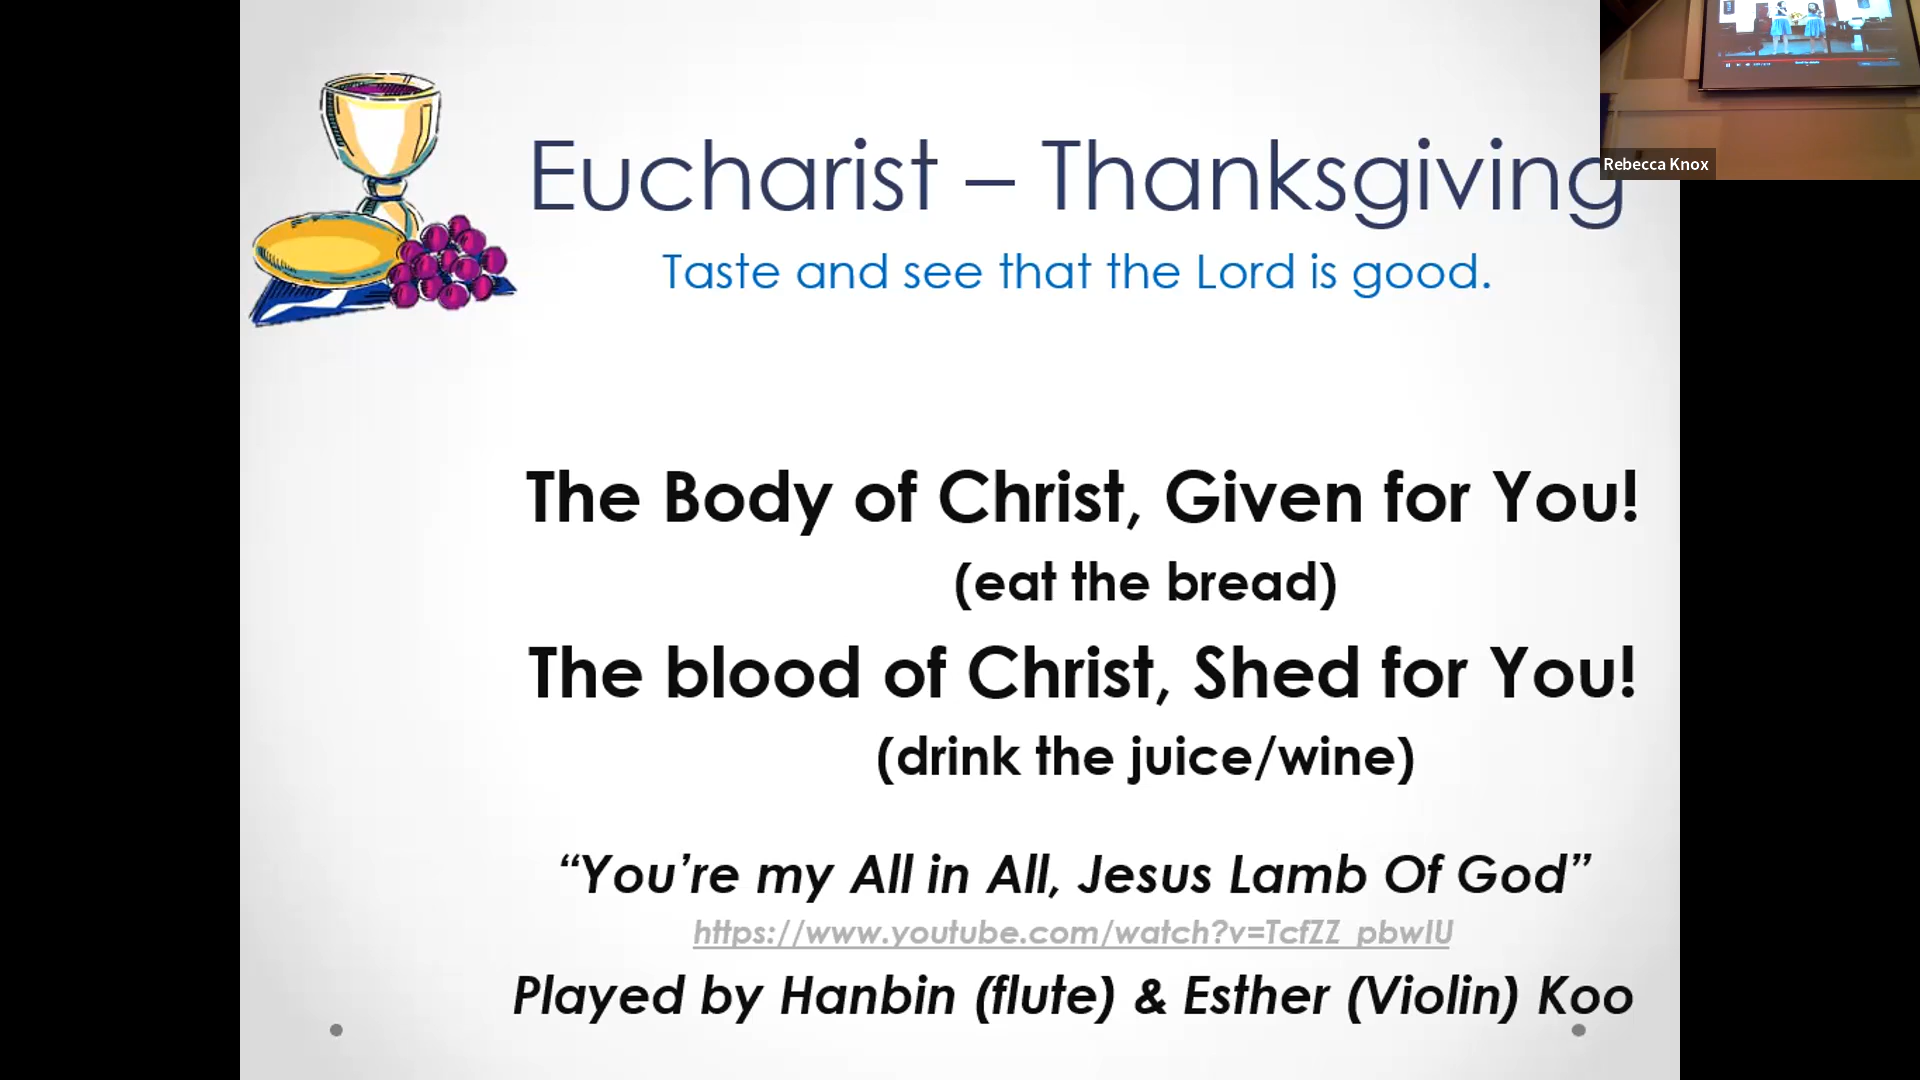 Eucharist – Thanksgiving
Rebecca Knox
Taste and see that the Lord is good.
The Body of Christ, Given for You!
(eat the bread)
The blood of Christ, Shed for You!
(drink the juice/wine)
“You’re my All in All, Jesus Lamb Of God”
https://www.youtube.com/watch?v=TcfZZ_pbwIU
Played by Hanbin (flute) & Esther (Violin) Koo